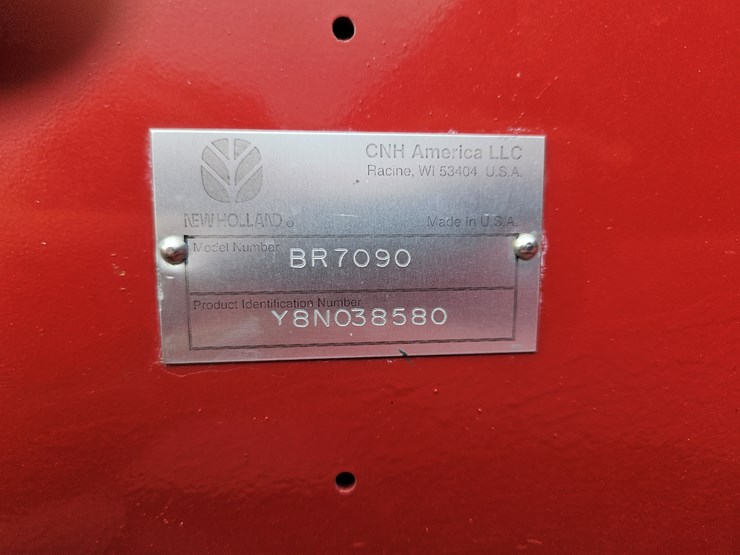 CNH America LLC
Racine, WI 53404 U.S.A.
NEW HOLLAND
Made in U.S.A.
Model Number
BR7090
Product Identification Number
Y8N038580